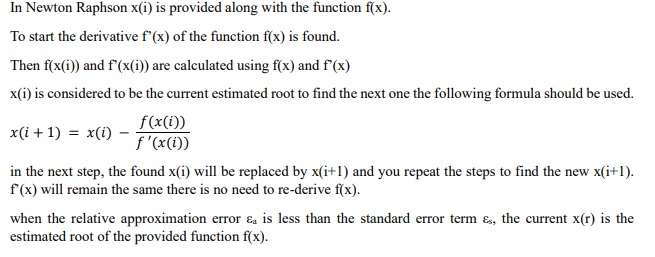 In Newton Raphson x(i) is provided along with the function f(x).
To start the derivative f'(x) of the function f(x) is found.
Then f(x(i)) and f'(x(i)) are calculated using f(x) and f'(x)
x(i) is considered to be the current estimated root to find the next one the following formula should be used.
x(i + 1) = x(i) − f(x(i)) / f '(x(i))
in the next step, the found x(i) will be replaced by x(i+1) and you repeat the steps to find the new x(i+1).
f'(x) will remain the same there is no need to re-derive f(x).
when the relative approximation error εa is less than the standard error term εs, the current x(r) is the
estimated root of the provided function f(x).